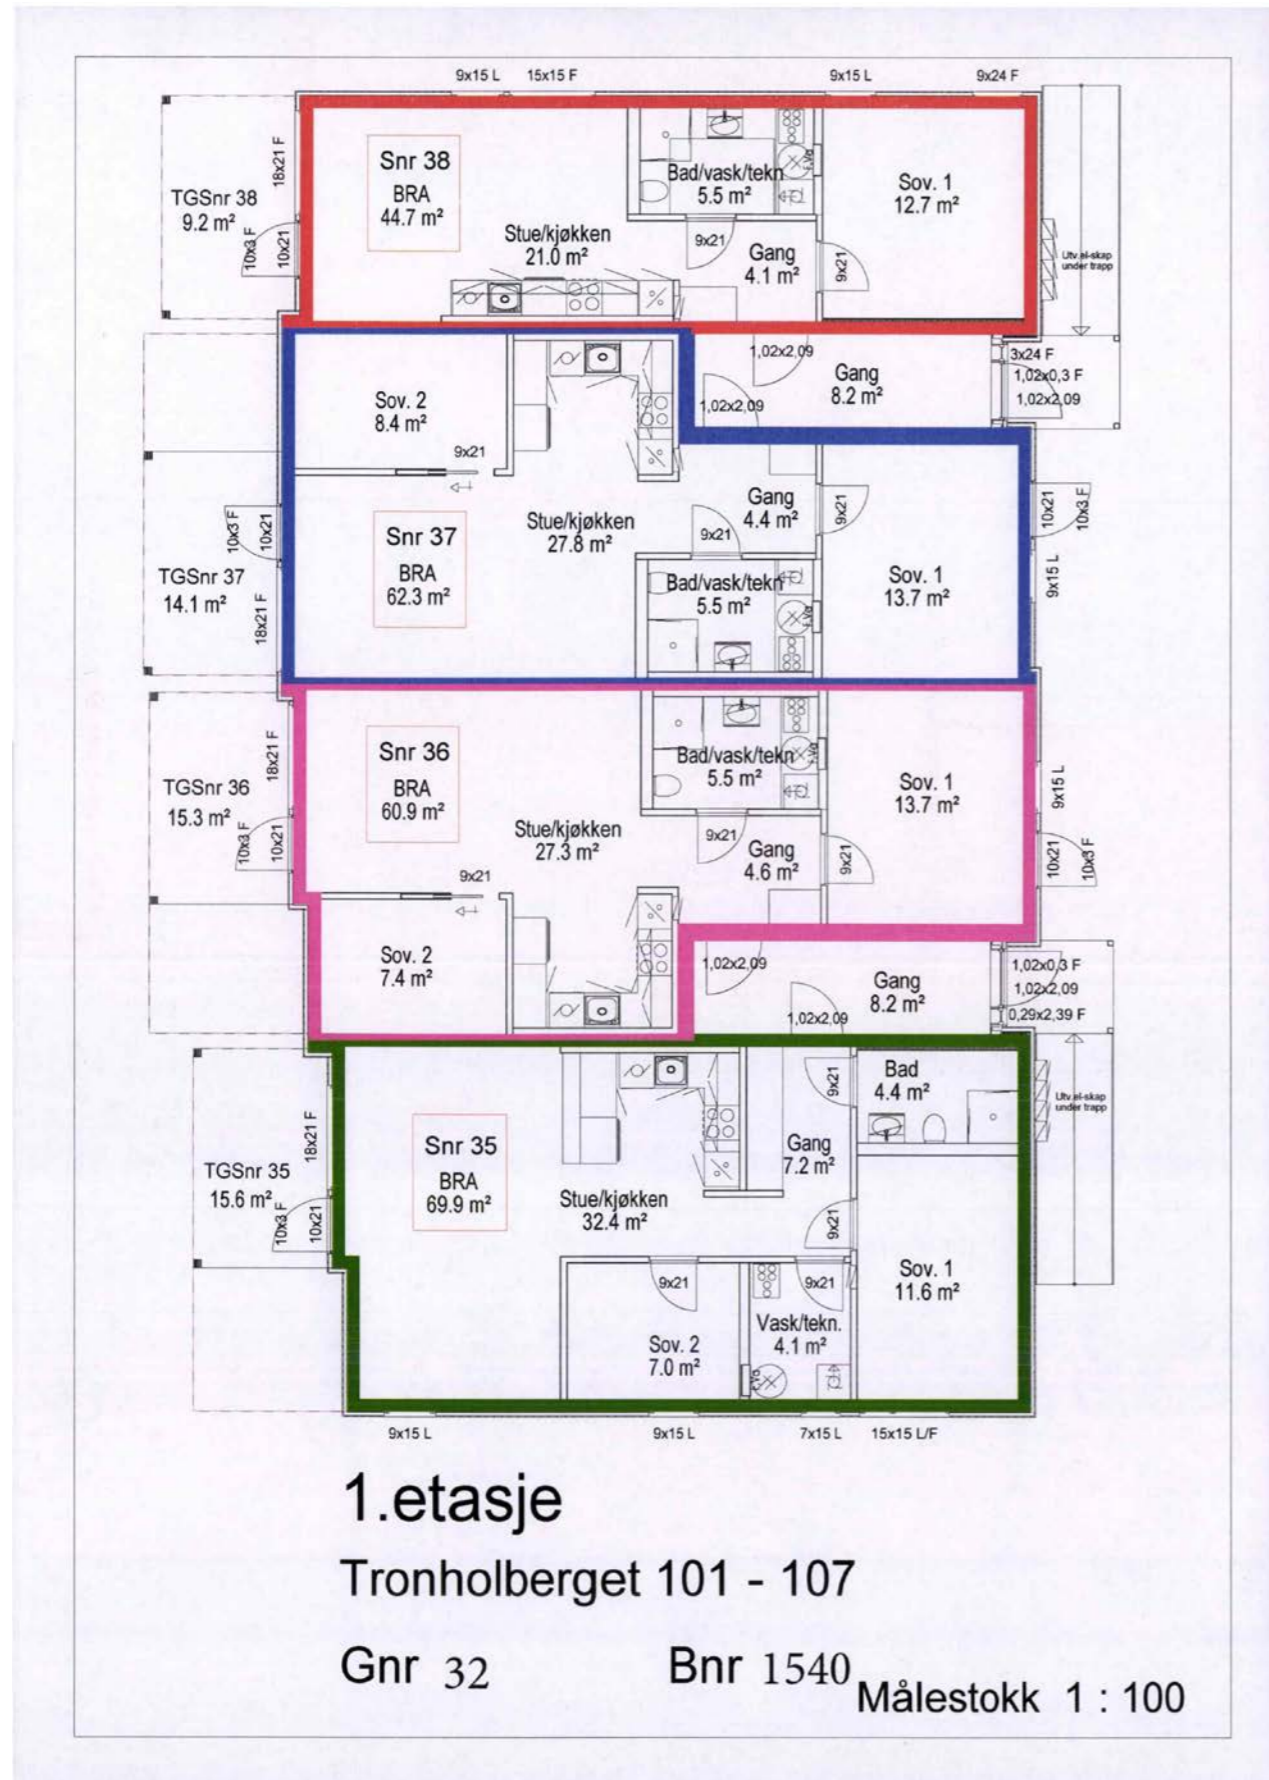 9x15 L 15x15 F 9x15 L 9x24 F
Snr 38
BRA
44.7 m²
TGSnr 38
9.2 m²
18x21 F
10x3 F
10x21
Stue/kjøkken
21.0 m²
Bad/vask/tekn
5.5 m²
9x21
Gang
4.1 m²
9x21
Sov. 1
12.7 m²
Utv.el-skap
under trapp
1,02x2,09
1,02x2,09
Gang
8.2 m²
3x24 F
1,02x0,3 F
1,02x2,09
Sov. 2
8.4 m²
9x21
Snr 37
BRA
62.3 m²
TGSnr 37
14.1 m²
10x3 F
10x21
18x21 F
Stue/kjøkken
27.8 m²
Gang
4.4 m²
9x21
9x21
Bad/vask/tekn
5.5 m²
Sov. 1
13.7 m²
10x21
10x3 F
9x15 L
Snr 36
BRA
60.9 m²
TGSnr 36
15.3 m²
18x21 F
10x3 F
10x21
Stue/kjøkken
27.3 m²
Bad/vask/tekn
5.5 m²
9x21
Gang
4.6 m²
9x21
Sov. 1
13.7 m²
9x15 L
10x21
10x3 F
9x21
Sov. 2
7.4 m²
1,02x2,09
1,02x2,09
Gang
8.2 m²
1,02x0,3 F
1,02x2,09
0,29x2,39 F
Snr 35
BRA
69.9 m²
TGSnr 35
15.6 m²
18x21 F
10x3 F
10x21
Stue/kjøkken
32.4 m²
Gang
7.2 m²
9x21
9x21
Bad
4.4 m²
Utv.el-skap
under trapp
Sov. 1
11.6 m²
9x21
Sov. 2
7.0 m²
9x21
Vask/tekn.
4.1 m²
9x15 L 9x15 L 7x15 L 15x15 L/F
1.etasje
Tronholberget 101 - 107
Gnr 32 Bnr 1540
Målestokk 1 : 100